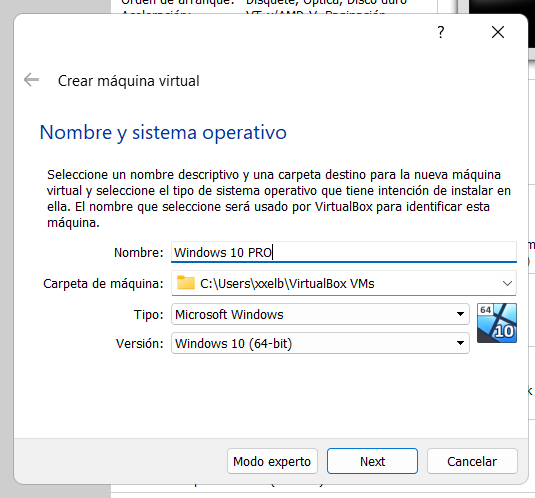 Orden de arranque: Disquete, Óptica, Disco duro
?
Crear máquina virtual
Nombre y sistema operativo
Seleccione un nombre descriptivo y una carpeta destino para la nueva máquina
virtual y seleccione el tipo de sistema operativo que tiene intención de instalar en
ella. El nombre que seleccione será usado por VirtualBox para identificar esta
máquina.
Nombre: Windows 10 PRO
Carpeta de máquina: C:\Users\xxelb\VirtualBox VMs
Tipo: Microsoft Windows
64
10
Versión: Windows 10 (64-bit)
Modo experto Next Cancelar